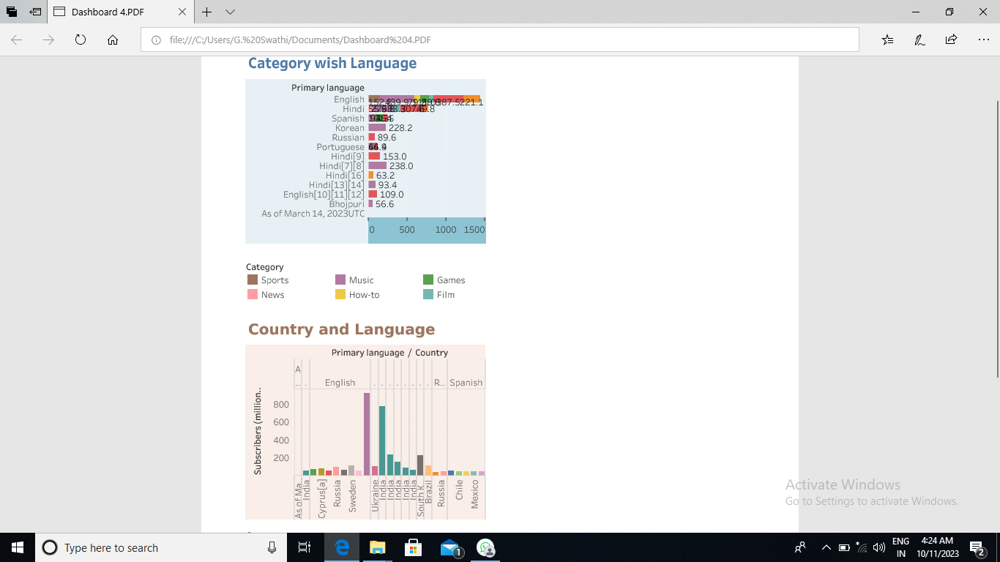 Dashboard 4.PDF
file:///C:/Users/G.%20Swathi/Documents/Dashboard%204.PDF
Category wish Language
Primary language
English
Hindi
Spanish
Korean 228.2
Russian 89.6
Portuguese
Hindi[9] 153.0
Hindi[7][8] 238.0
Hindi[16] 63.2
Hindi[13][14] 93.4
English[10][11][12] 109.0
Bhojpuri 56.6
As of March 14, 2023UTC
0 500 1000 1500
Category
Sports Music Games
News How-to Film
Country and Language
Primary language / Country
A
.. . English . . . . . . . . R.. Spanish
Subscribers (million..
800
600
400
200
As of Ma..
India
Cyprus[a]
Russia
Sweden
Ukraine
India
India
India
India
India
South K..
Brazil
Russia
Chile
Mexico
Activate Windows
Go to Settings to activate Windows.
Type here to search
1
ENG
IN
4:24 AM
10/11/2023
2